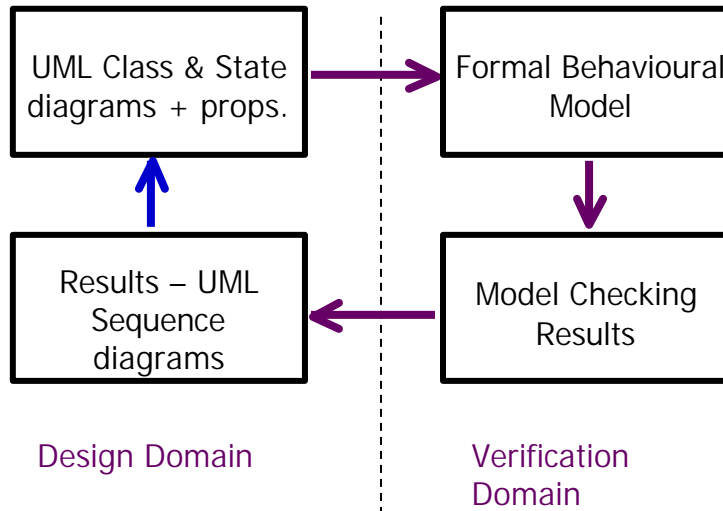 UML Class & State
diagrams + props.
Formal Behavioural
Model
Results – UML
Sequence
diagrams
Model Checking
Results
Design Domain
Verification
Domain